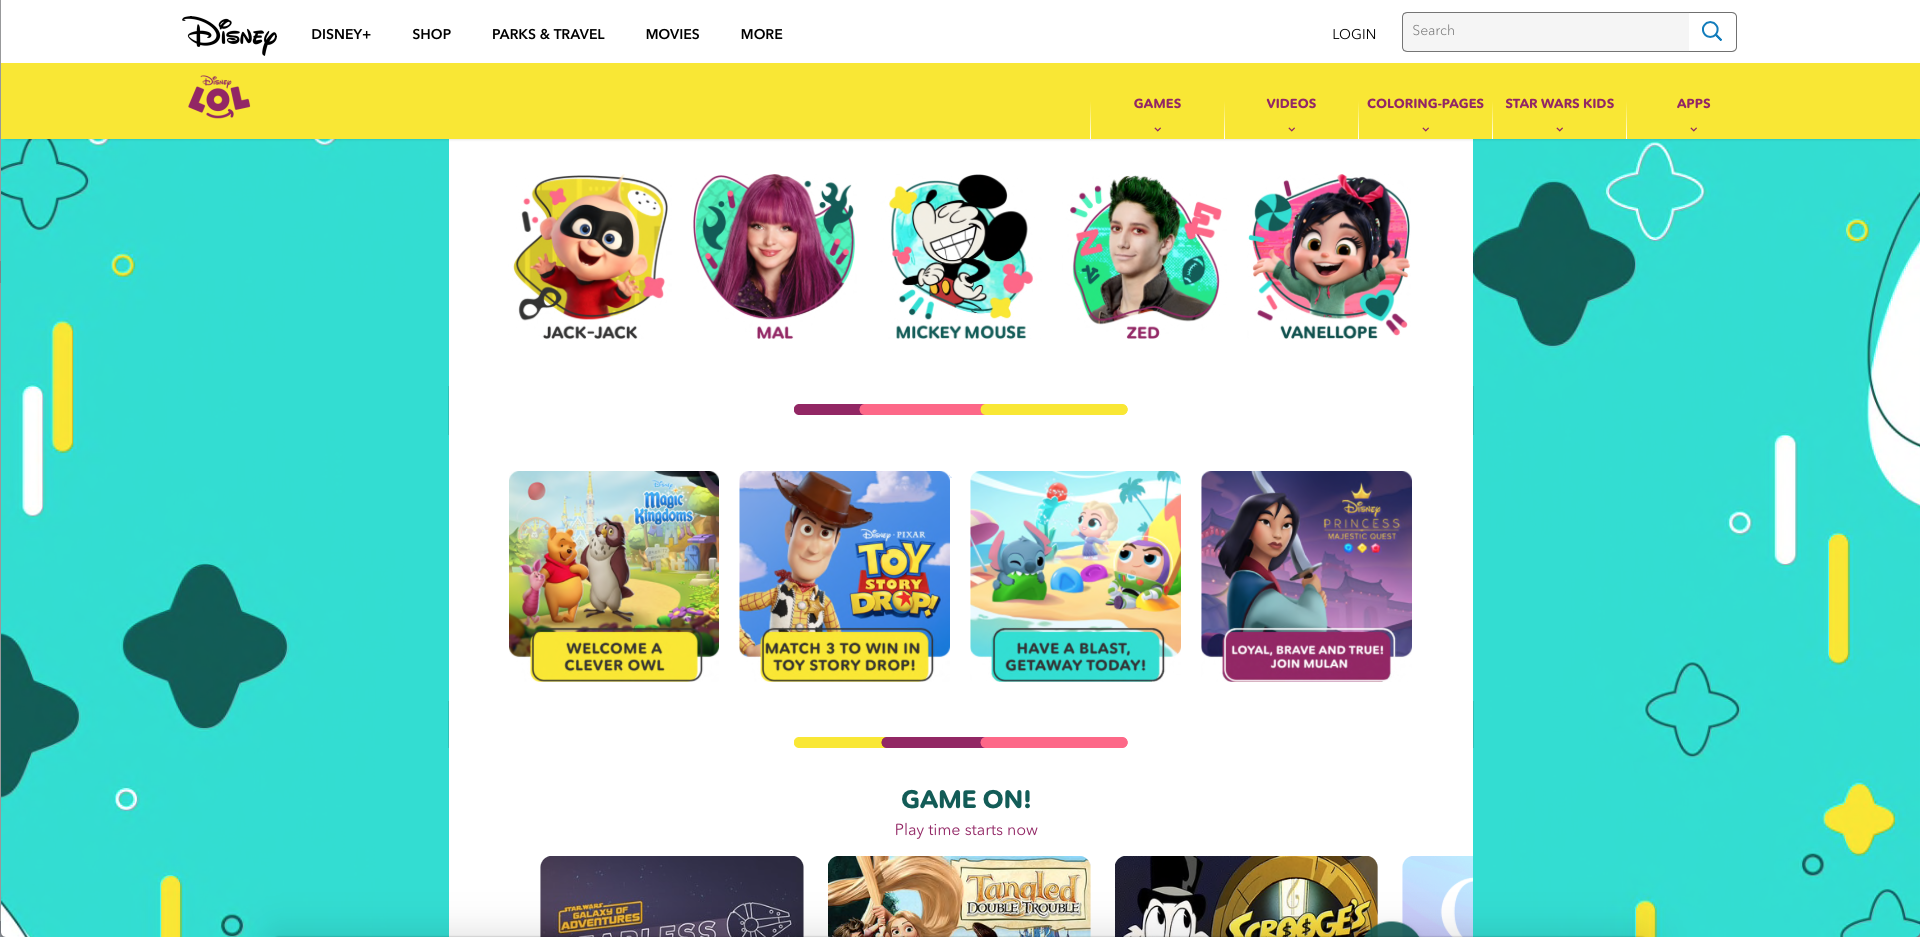 Disney
DISNEY+
SHOP
PARKS & TRAVEL
MOVIES
MORE
LOGIN
Search
Disney
LOL
GAMES
VIDEOS
COLORING-PAGES
STAR WARS KIDS
APPS
Z
E
Z
JACK-JACK
MAL
MICKEY MOUSE
ZED
VANELLOPE
Disney
Magic
Kingdoms
WELCOME A
CLEVER OWL
Disney · PIXAR
TOY
STORY
DROP!
MATCH 3 TO WIN IN
TOY STORY DROP!
HAVE A BLAST,
GETAWAY TODAY!
Disney
PRINCESS
MAJESTIC QUEST
LOYAL, BRAVE AND TRUE!
JOIN MULAN
GAME ON!
Play time starts now
STAR WARS
GALAXY OF
ADVENTURES
Tangled
DOUBLE TROUBLE
SCROOGE'S